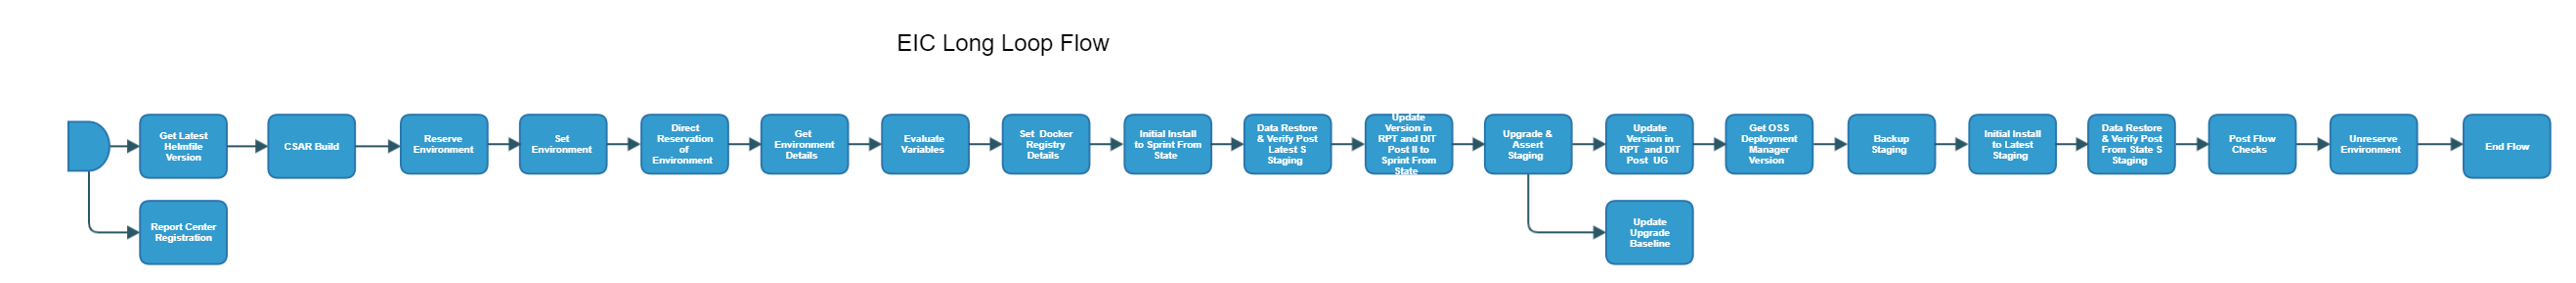 EIC Long Loop Flow
Get Latest
Helmfile
Version
CSAR Build
Reserve
Environment
Set
Environment
Direct
Reservation
of
Environment
Get
Environment
Details
Evaluate
Variables
Set Docker
Registry
Details
Initial Install
to Sprint From
State
Data Restore
& Verify Post
Latest S
Staging
Update
Version in
RPT and DIT
Post II to
Sprint From
State
Upgrade &
Assert
Staging
Update
Version in
RPT and DIT
Post UG
Get OSS
Deployment
Manager
Version
Backup
Staging
Initial Install
to Latest
Staging
Data Restore
& Verify Post
From State S
Staging
Post Flow
Checks
Unreserve
Environment
End Flow
Report Center
Registration
Update
Upgrade
Baseline